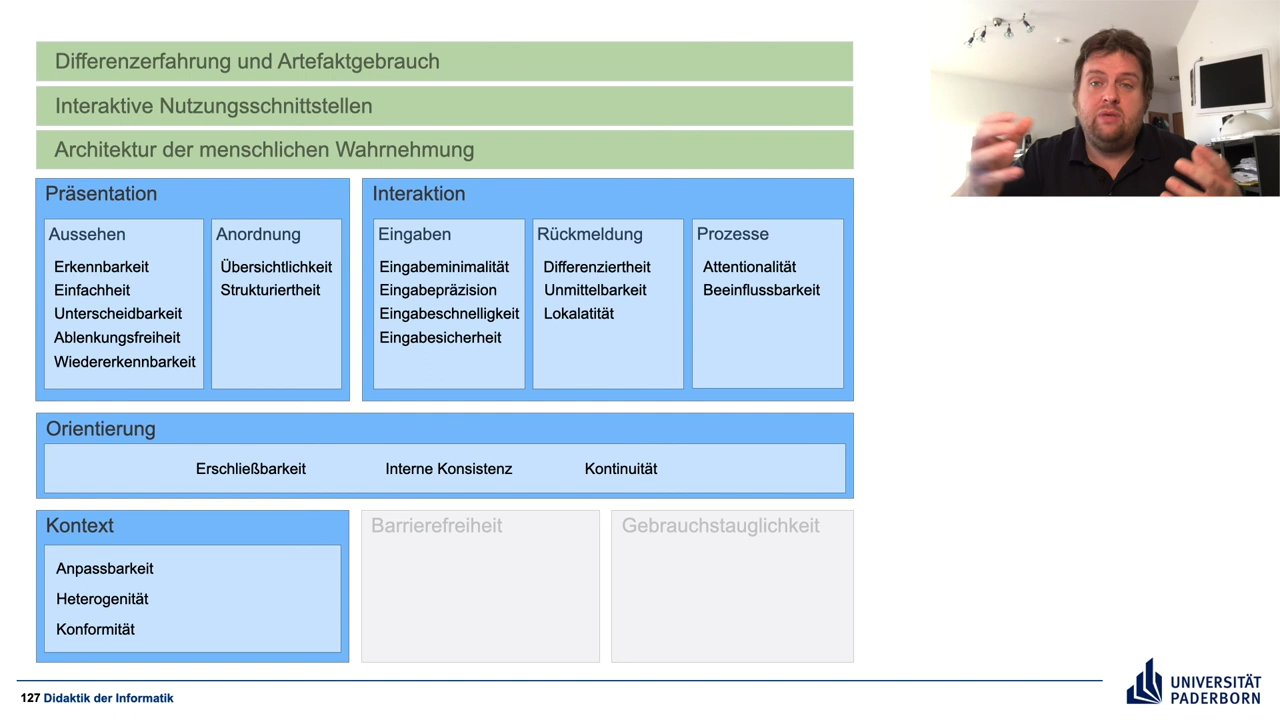 Differenzerfahrung und Artefaktgebrauch
Interaktive Nutzungsschnittstellen
Architektur der menschlichen Wahrnehmung
Präsentation
Aussehen
Erkennbarkeit
Einfachheit
Unterscheidbarkeit
Ablenkungsfreiheit
Wiedererkennbarkeit
Anordnung
Übersichtlichkeit
Strukturiertheit
Interaktion
Eingaben
Eingabeminimalität
Eingabepräzision
Eingabeschnelligkeit
Eingabesicherheit
Rückmeldung
Differenziertheit
Unmittelbarkeit
Lokalatität
Prozesse
Attentionalität
Beeinflussbarkeit
Orientierung
Erschließbarkeit
Interne Konsistenz
Kontinuität
Kontext
Anpassbarkeit
Heterogenität
Konformität
Barrierefreiheit
Gebrauchstauglichkeit
127 Didaktik der Informatik
UNIVERSITÄT
PADERBORN